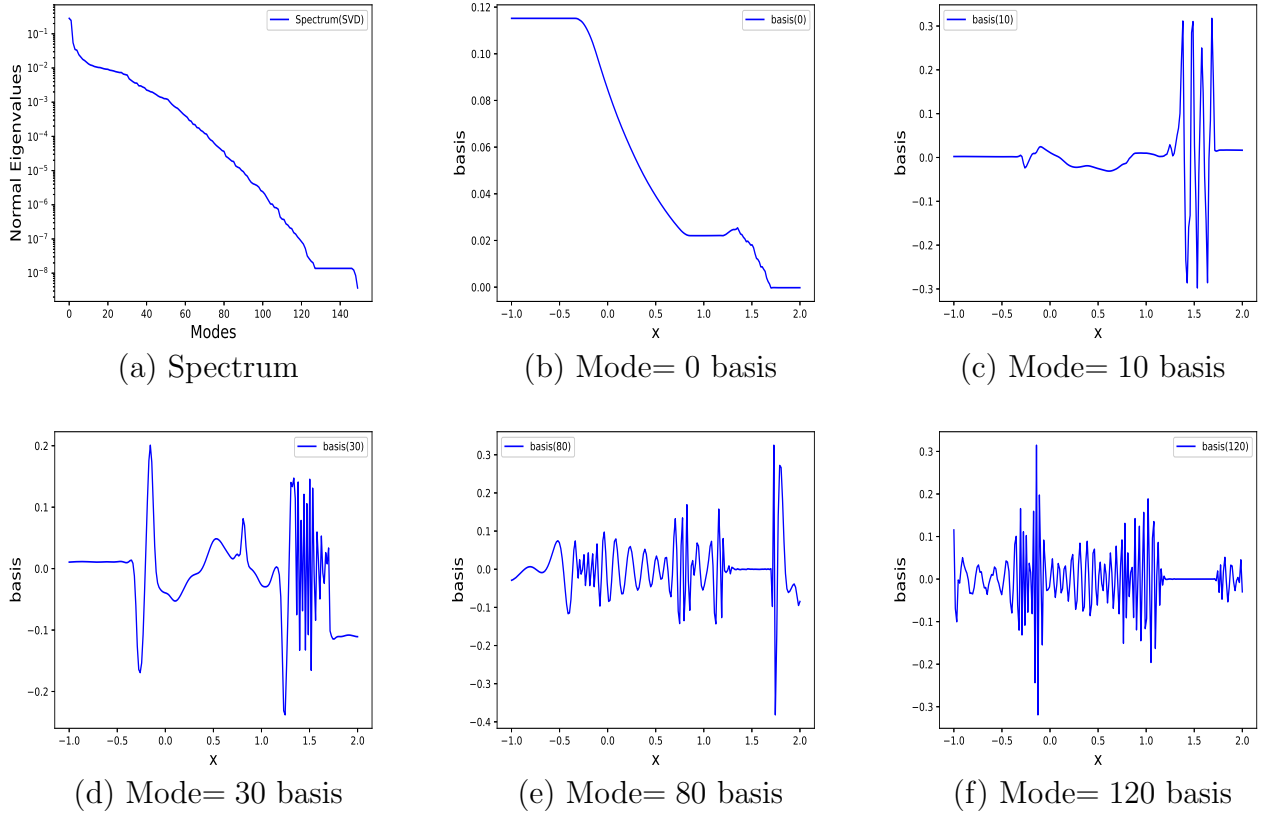 Spectrum(SVD)
Normal Eigenvalues
10⁻¹
10⁻²
10⁻³
10⁻⁴
10⁻⁵
10⁻⁶
10⁻⁷
10⁻⁸
0 20 40 60 80 100 120 140
Modes
(a) Spectrum
basis(0)
basis
0.12
0.10
0.08
0.06
0.04
0.02
0.00
−1.0 −0.5 0.0 0.5 1.0 1.5 2.0
x
(b) Mode= 0 basis
basis(10)
basis
0.3
0.2
0.1
0.0
−0.1
−0.2
−0.3
−1.0 −0.5 0.0 0.5 1.0 1.5 2.0
x
(c) Mode= 10 basis
basis(30)
basis
0.2
0.1
0.0
−0.1
−0.2
−1.0 −0.5 0.0 0.5 1.0 1.5 2.0
x
(d) Mode= 30 basis
basis(80)
basis
0.3
0.2
0.1
0.0
−0.1
−0.2
−0.3
−0.4
−1.0 −0.5 0.0 0.5 1.0 1.5 2.0
x
(e) Mode= 80 basis
basis(120)
basis
0.3
0.2
0.1
0.0
−0.1
−0.2
−0.3
−1.0 −0.5 0.0 0.5 1.0 1.5 2.0
x
(f) Mode= 120 basis